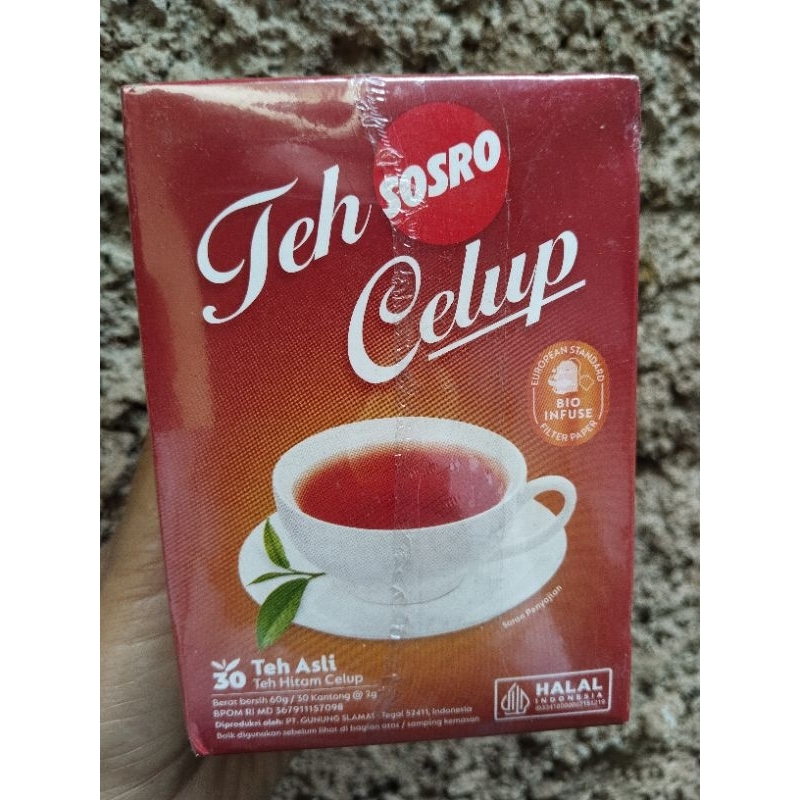 Teh SOSRO
Celup
EUROPEAN STANDARD
BIO
INFUSE
FILTER PAPER
Saran Penyajian
30 Teh Asli
Teh Hitam Celup
Berat bersih 60g / 30 Kantong @ 2g
BPOM RI MD 367911157098
Diproduksi oleh: PT. GUNUNG SLAMAT - Tegal 52411, Indonesia
Baik digunakan sebelum lihat di bagian atas / samping kemasan
HALAL
INDONESIA